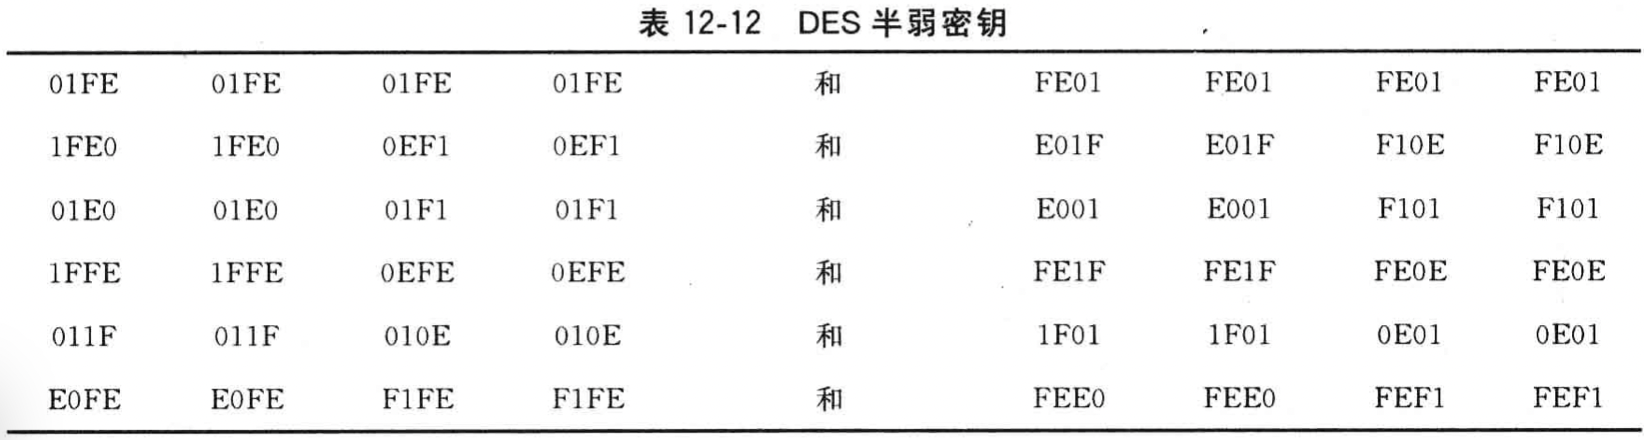 表 12-12 DES 半弱密钥
01FE 01FE 01FE 01FE 和 FE01 FE01 FE01 FE01
1FE0 1FE0 0EF1 0EF1 和 E01F E01F F10E F10E
01E0 01E0 01F1 01F1 和 E001 E001 F101 F101
1FFE 1FFE 0EFE 0EFE 和 FE1F FE1F FE0E FE0E
011F 011F 010E 010E 和 1F01 1F01 0E01 0E01
E0FE E0FE F1FE F1FE 和 FEE0 FEE0 FEF1 FEF1